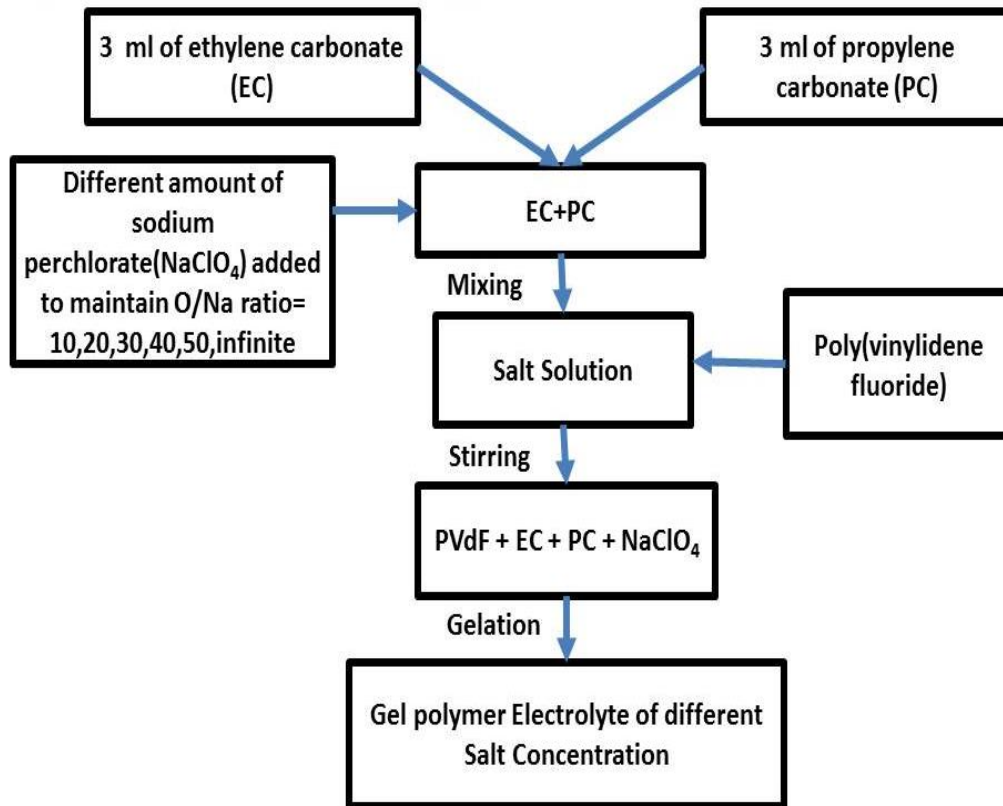 3 ml of ethylene carbonate
(EC)
3 ml of propylene
carbonate (PC)
Different amount of
sodium
perchlorate(NaClO₄) added
to maintain O/Na ratio=
10,20,30,40,50,infinite
EC+PC
Mixing
Salt Solution
Poly(vinylidene
fluoride)
Stirring
PVdF + EC + PC + NaClO₄
Gelation
Gel polymer Electrolyte of different
Salt Concentration